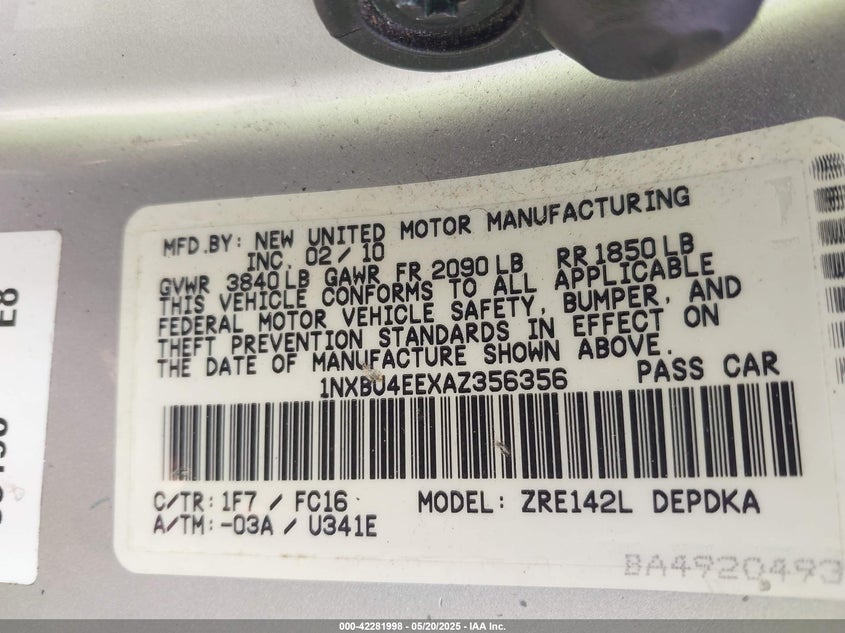 MFD.BY: NEW UNITED MOTOR MANUFACTURING
INC. 02/10
GVWR 3840LB GAWR FR 2090LB RR 1850LB
THIS VEHICLE CONFORMS TO ALL APPLICABLE
FEDERAL MOTOR VEHICLE SAFETY, BUMPER, AND
THEFT PREVENTION STANDARDS IN EFFECT ON
THE DATE OF MANUFACTURE SHOWN ABOVE.
1NXBU4EEXAZ356356 PASS CAR
C/TR: 1F7 / FC16 MODEL: ZRE142L DEPDKA
A/TM: -03A / U341E
BA4920493
E8
000-42281998 — 05/20/2025 — IAA Inc.